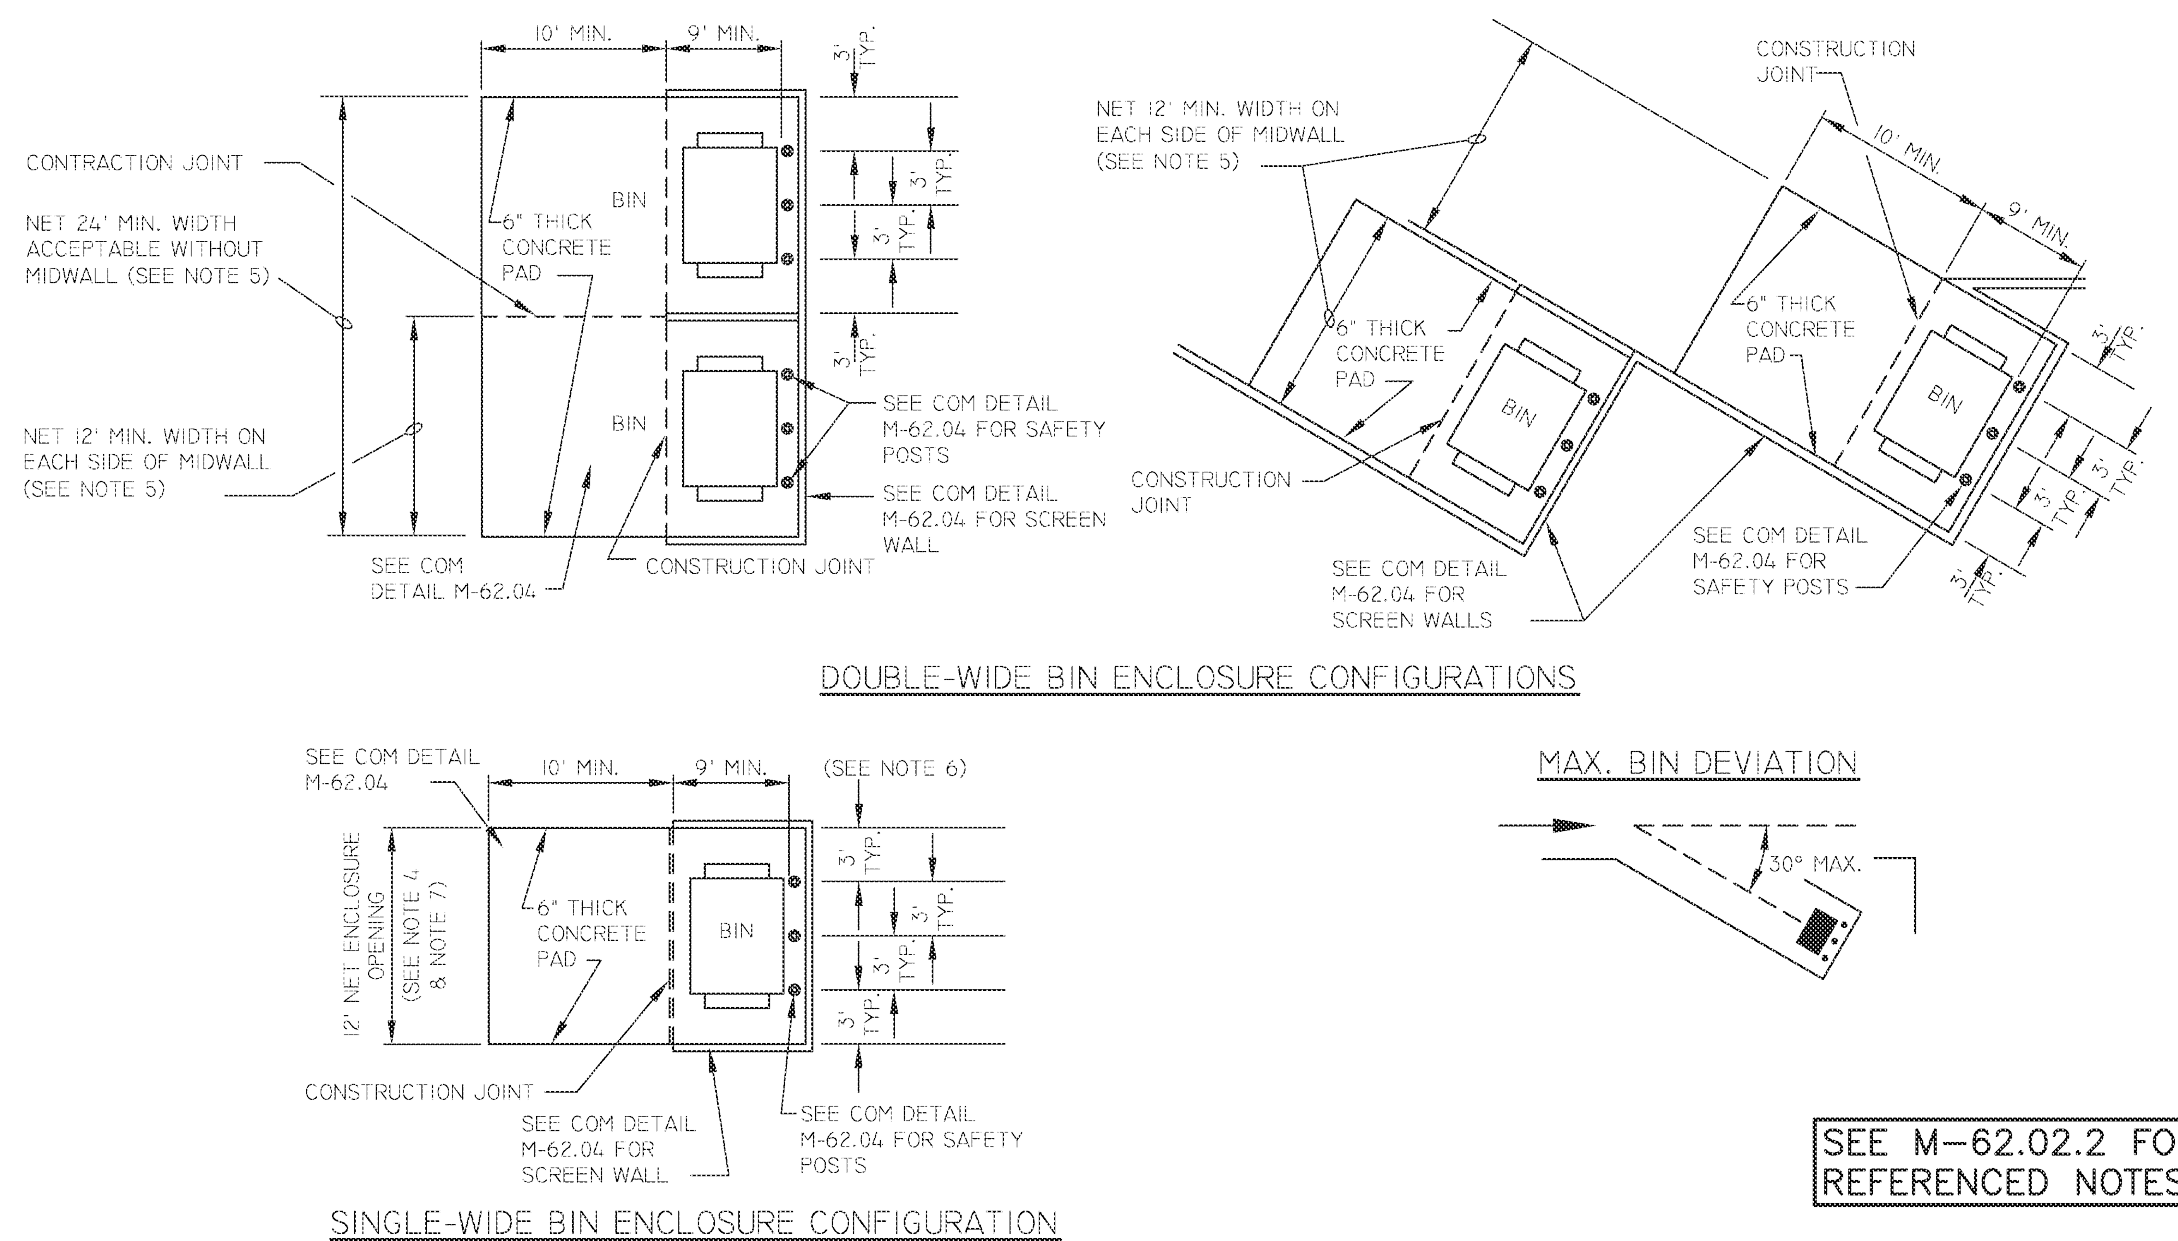 10' MIN.
9' MIN.
3'
TYP.
CONTRACTION JOINT
NET 24' MIN. WIDTH
ACCEPTABLE WITHOUT
MIDWALL (SEE NOTE 5)
NET 12' MIN. WIDTH ON
EACH SIDE OF MIDWALL
(SEE NOTE 5)
6" THICK
CONCRETE
PAD
BIN
BIN
3'
TYP.
3'
TYP.
3'
TYP.
SEE COM DETAIL
M-62.04 FOR SAFETY
POSTS
SEE COM DETAIL
M-62.04 FOR SCREEN
WALL
SEE COM
DETAIL M-62.04
CONSTRUCTION JOINT
NET 12' MIN. WIDTH ON
EACH SIDE OF MIDWALL
(SEE NOTE 5)
CONSTRUCTION
JOINT
10' MIN.
9' MIN.
6" THICK
CONCRETE
PAD
6" THICK
CONCRETE
PAD
BIN
BIN
3'
TYP.
3'
TYP.
3'
TYP.
3'
TYP.
CONSTRUCTION
JOINT
SEE COM DETAIL
M-62.04 FOR
SCREEN WALLS
SEE COM DETAIL
M-62.04 FOR
SAFETY POSTS
DOUBLE-WIDE BIN ENCLOSURE CONFIGURATIONS
SEE COM DETAIL
M-62.04
10' MIN.
9' MIN.
(SEE NOTE 6)
12' NET ENCLOSURE
OPENING
(SEE NOTE 4
& NOTE 7)
6" THICK
CONCRETE
PAD
BIN
3'
TYP.
3'
TYP.
3'
TYP.
3'
TYP.
CONSTRUCTION JOINT
SEE COM DETAIL
M-62.04 FOR
SCREEN WALL
SEE COM DETAIL
M-62.04 FOR SAFETY
POSTS
SINGLE-WIDE BIN ENCLOSURE CONFIGURATION
MAX. BIN DEVIATION
30° MAX.
SEE M-62.02.2 FO
REFERENCED NOTES